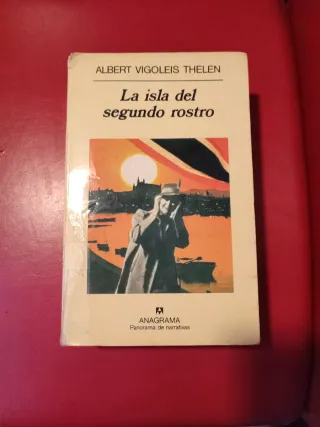 ALBERT VIGOLEIS THELEN
La isla del
segundo rostro
ANAGRAMA
Panorama de narrativas